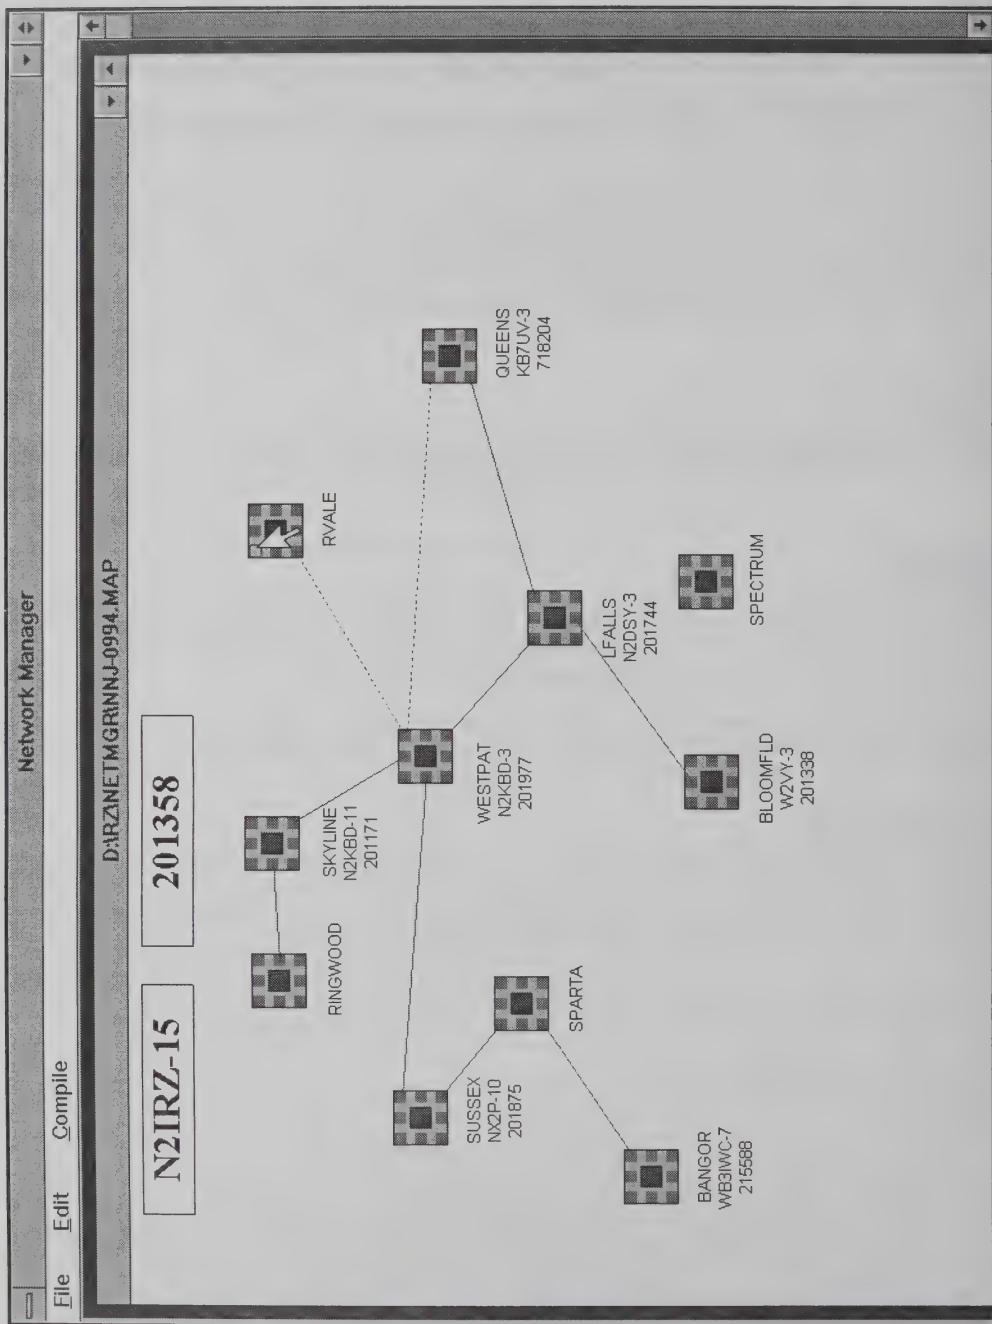 Network Manager
File Edit Compile
D:\RZ\NETMGR\NNJ-0994.MAP
N2IRZ-15
201358
RINGWOOD
SKYLINE
N2KBD-11
201171
RVALE
SUSSEX
NX2P-10
201875
WESTPAT
N2KBD-3
201977
QUEENS
KB7UV-3
718204
SPARTA
LFALLS
N2DSY-3
201744
BANGOR
WB3IWC-7
215588
BLOOMFLD
W2VY-3
201338
SPECTRUM